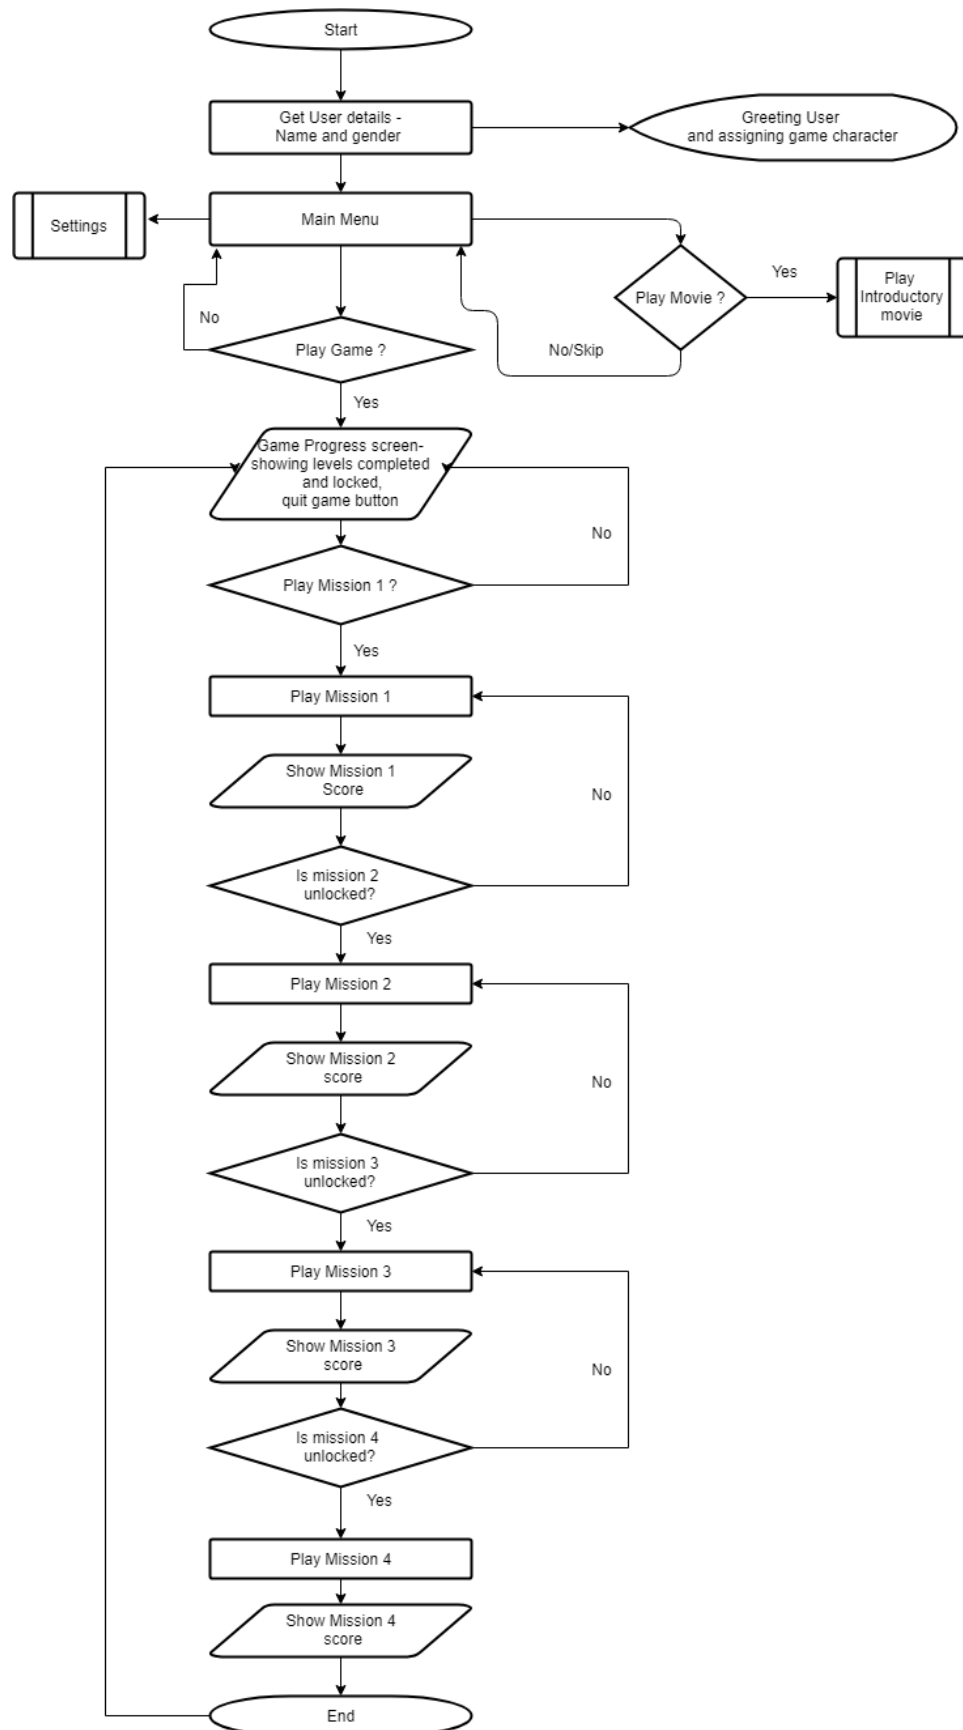 Start
Get User details -
Name and gender
Greeting User
and assigning game character
Settings
Main Menu
Play Movie ?
Yes
Play
Introductory
movie
No
Play Game ?
No/Skip
Yes
Game Progress screen-
showing levels completed
and locked,
quit game button
No
Play Mission 1 ?
Yes
Play Mission 1
Show Mission 1
Score
No
Is mission 2
unlocked?
Yes
Play Mission 2
Show Mission 2
score
No
Is mission 3
unlocked?
Yes
Play Mission 3
Show Mission 3
score
No
Is mission 4
unlocked?
Yes
Play Mission 4
Show Mission 4
score
End